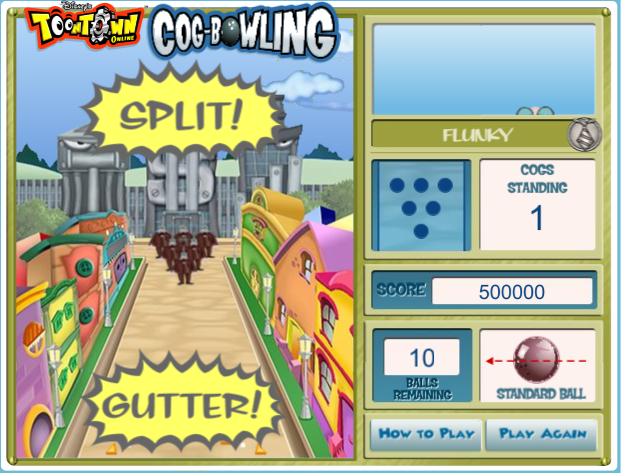 Disney's
TOONTOWN
ONLINE
COG-BOWLING
SPLIT!
FLUNKY
COGS
STANDING
1
SCORE
500000
10
BALLS
REMAINING
STANDARD BALL
GUTTER!
HOW TO PLAY
PLAY AGAIN